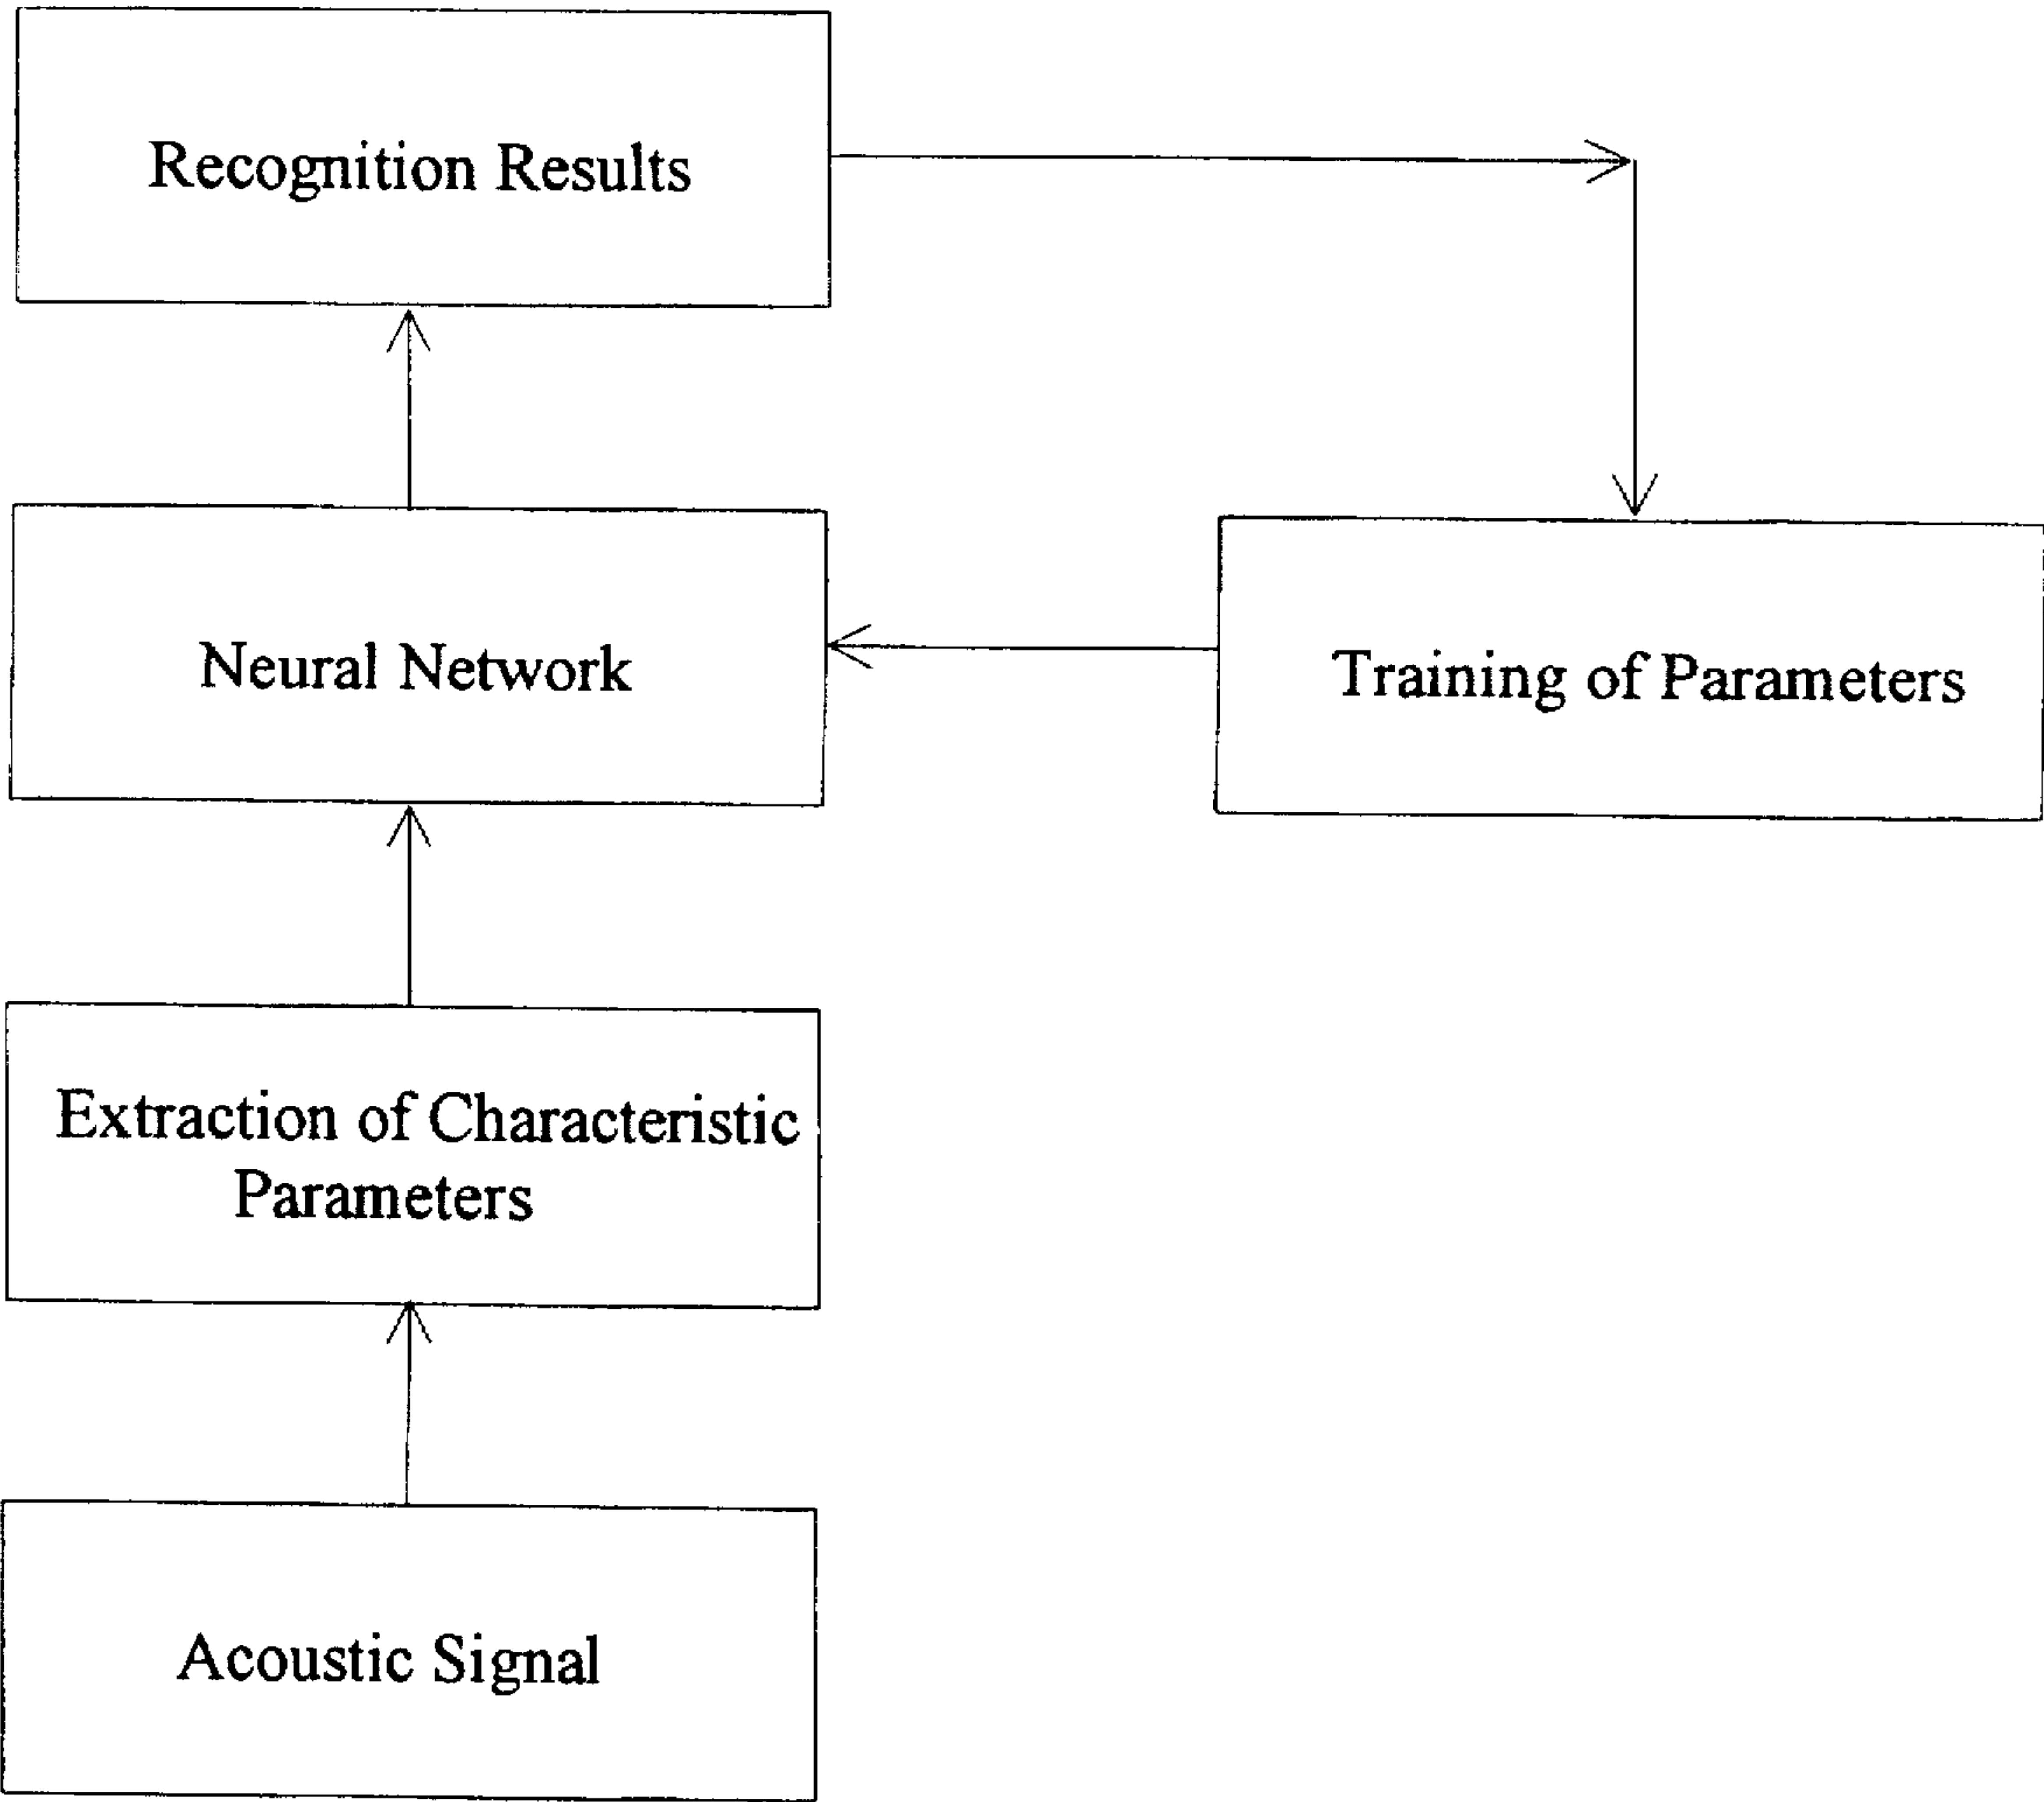 Recognition Results
Neural Network
Training of Parameters
Extraction of Characteristic
Parameters
Acoustic Signal